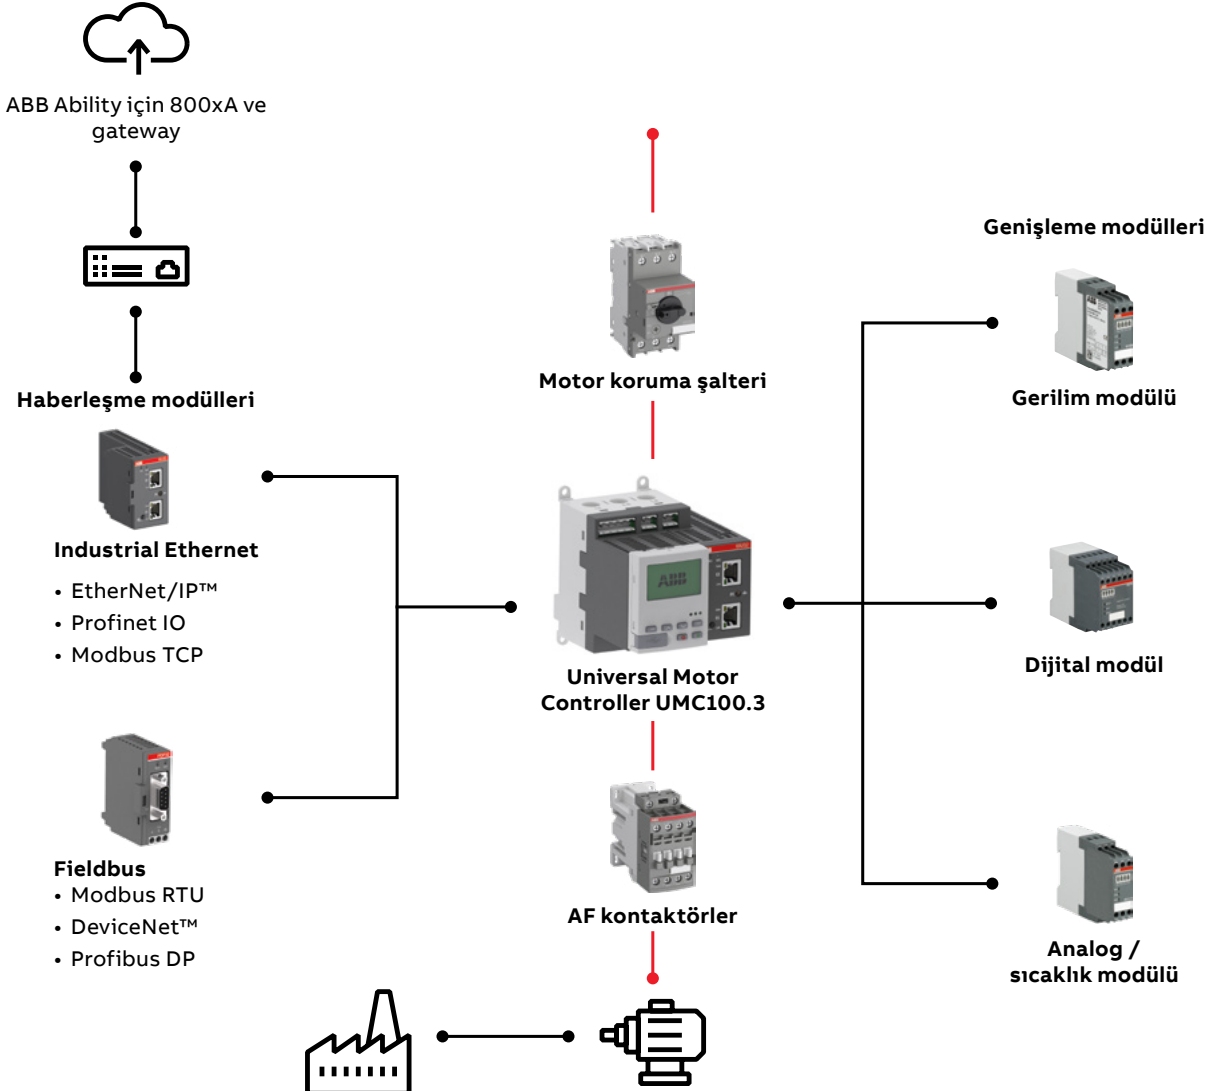 ABB Ability için 800xA ve
gateway
Haberleşme modülleri
Industrial Ethernet
• EtherNet/IP™
• Profinet IO
• Modbus TCP
Fieldbus
• Modbus RTU
• DeviceNet™
• Profibus DP
Motor koruma şalteri
ABB
Universal Motor
Controller UMC100.3
AF kontaktörler
Genişleme modülleri
ABB
Gerilim modülü
Dijital modül
Analog /
sıcaklık modülü